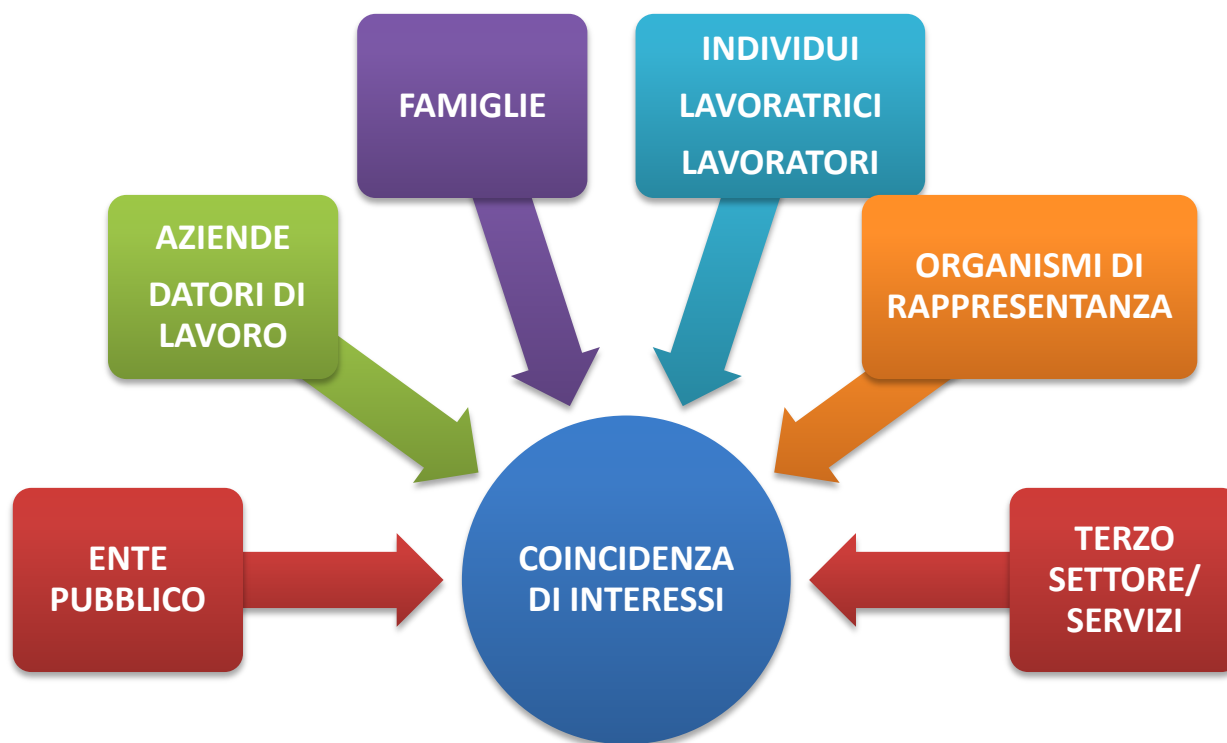 FAMIGLIE
INDIVIDUI
LAVORATRICI
LAVORATORI
AZIENDE
DATORI DI
LAVORO
ORGANISMI DI
RAPPRESENTANZA
ENTE
PUBBLICO
COINCIDENZA
DI INTERESSI
TERZO
SETTORE/
SERVIZI